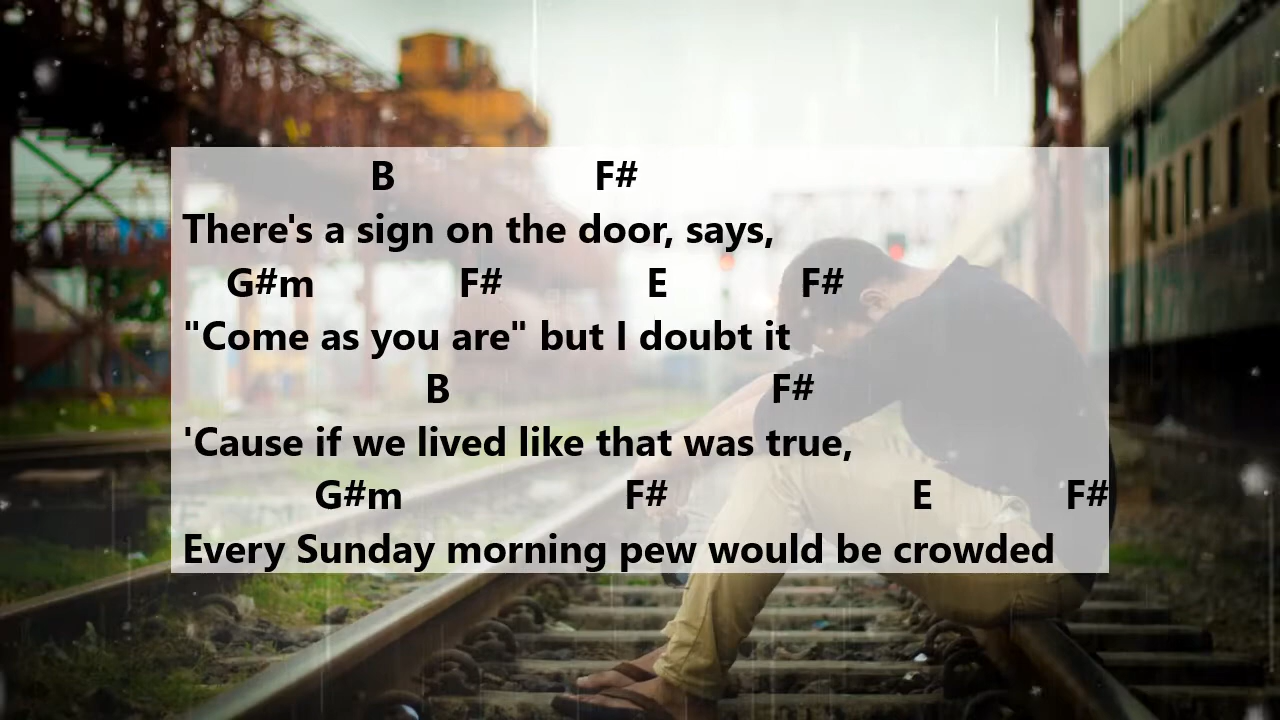 B F#
There's a sign on the door, says,
G#m F# E F#
"Come as you are" but I doubt it
B F#
'Cause if we lived like that was true,
G#m F# E F#
Every Sunday morning pew would be crowded